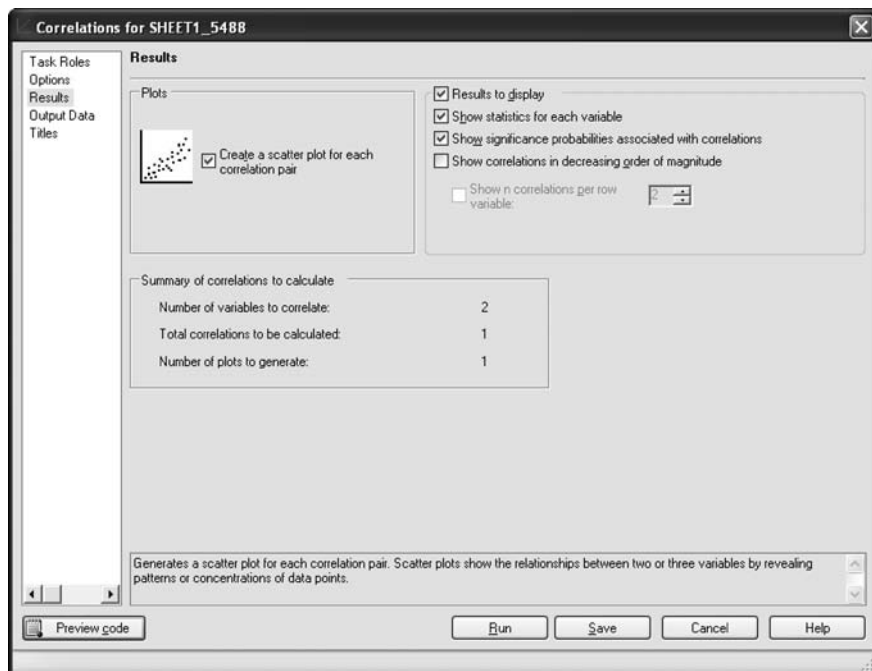 Correlations for SHEET1_5488
Task Roles
Options
Results
Output Data
Titles
Results
Plots
Create a scatter plot for each
correlation pair
Results to display
Show statistics for each variable
Show significance probabilities associated with correlations
Show correlations in decreasing order of magnitude
Show n correlations per row
variable:
2
Summary of correlations to calculate
Number of variables to correlate: 2
Total correlations to be calculated: 1
Number of plots to generate: 1
Generates a scatter plot for each correlation pair. Scatter plots show the relationships between two or three variables by revealing
patterns or concentrations of data points.
Preview code
Run
Save
Cancel
Help